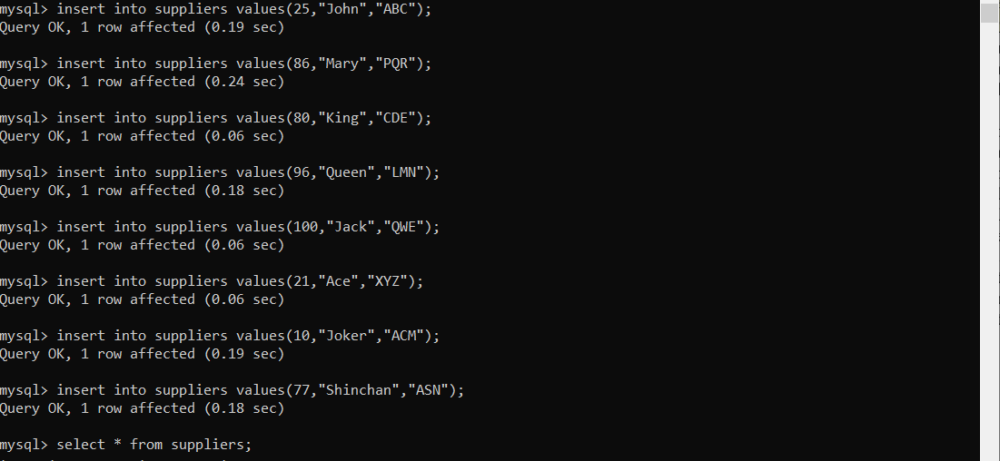 mysql> insert into suppliers values(25,"John","ABC");
Query OK, 1 row affected (0.19 sec)
mysql> insert into suppliers values(86,"Mary","PQR");
Query OK, 1 row affected (0.24 sec)
mysql> insert into suppliers values(80,"King","CDE");
Query OK, 1 row affected (0.06 sec)
mysql> insert into suppliers values(96,"Queen","LMN");
Query OK, 1 row affected (0.18 sec)
mysql> insert into suppliers values(100,"Jack","QWE");
Query OK, 1 row affected (0.06 sec)
mysql> insert into suppliers values(21,"Ace","XYZ");
Query OK, 1 row affected (0.06 sec)
mysql> insert into suppliers values(10,"Joker","ACM");
Query OK, 1 row affected (0.19 sec)
mysql> insert into suppliers values(77,"Shinchan","ASN");
Query OK, 1 row affected (0.18 sec)
mysql> select * from suppliers;